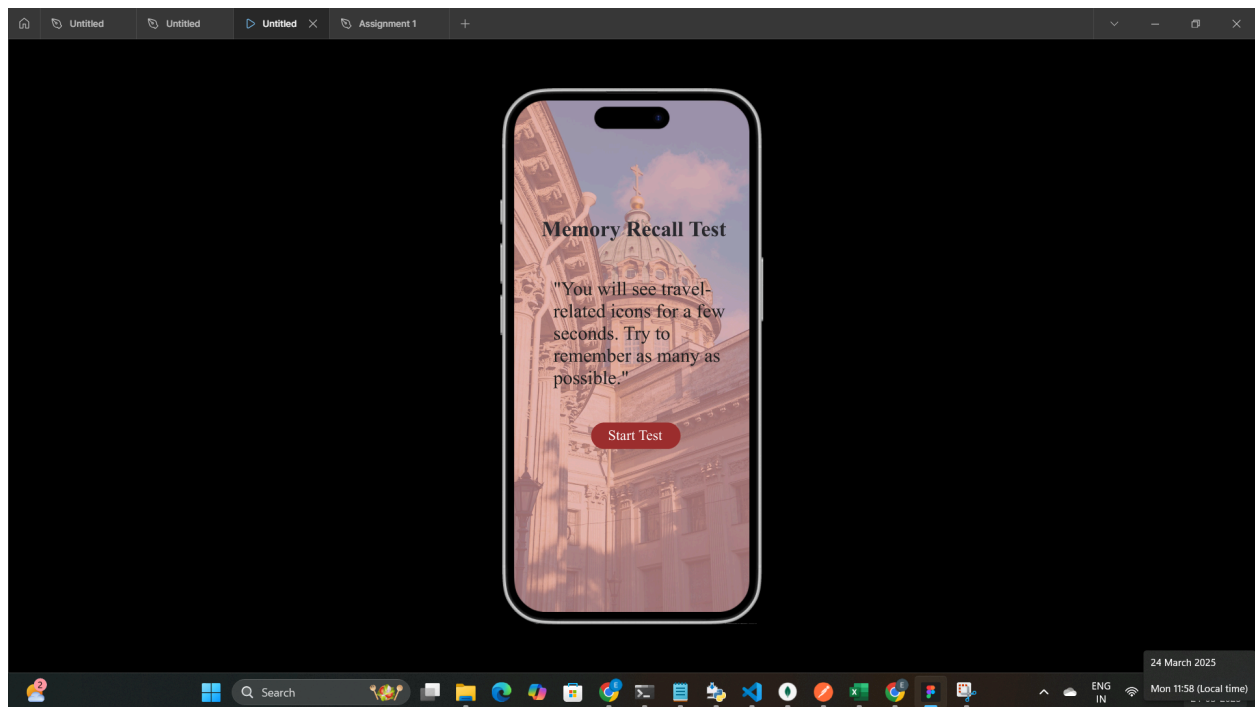 Untitled
Untitled
Untitled
Assignment 1
Memory Recall Test
"You will see travel-
related icons for a few
seconds. Try to
remember as many as
possible."
Start Test
24 March 2025
Mon 11:58 (Local time)
2
Search
ENG
IN